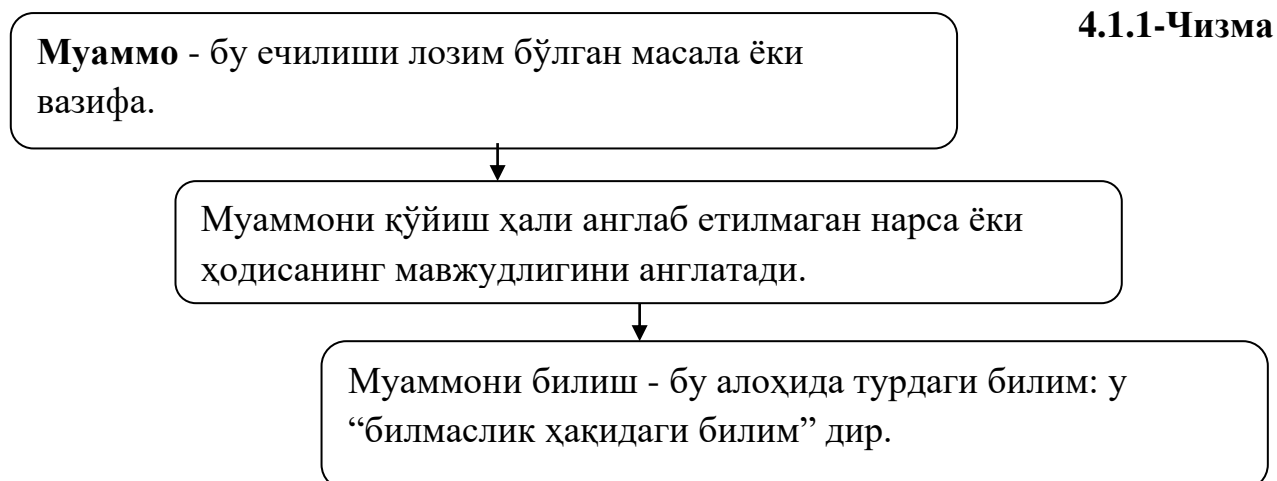 4.1.1-Чизма
Муаммо - бу ечилиши лозим бўлган масала ёки
вазифа.
Муаммони қўйиш ҳали англаб етилмаган нарса ёки
ҳодисанинг мавжудлигини англатади.
Муаммони билиш - бу алоҳида турдаги билим: у
“билмаслик ҳақидаги билим” дир.